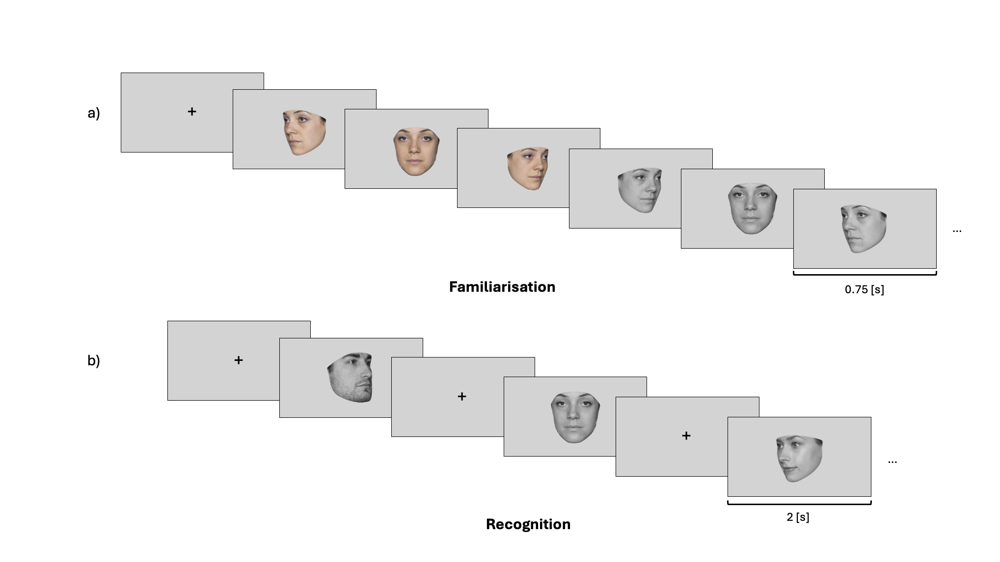 a)
+
...
Familiarisation
0.75 [s]
b)
+
+
+
...
2 [s]
Recognition